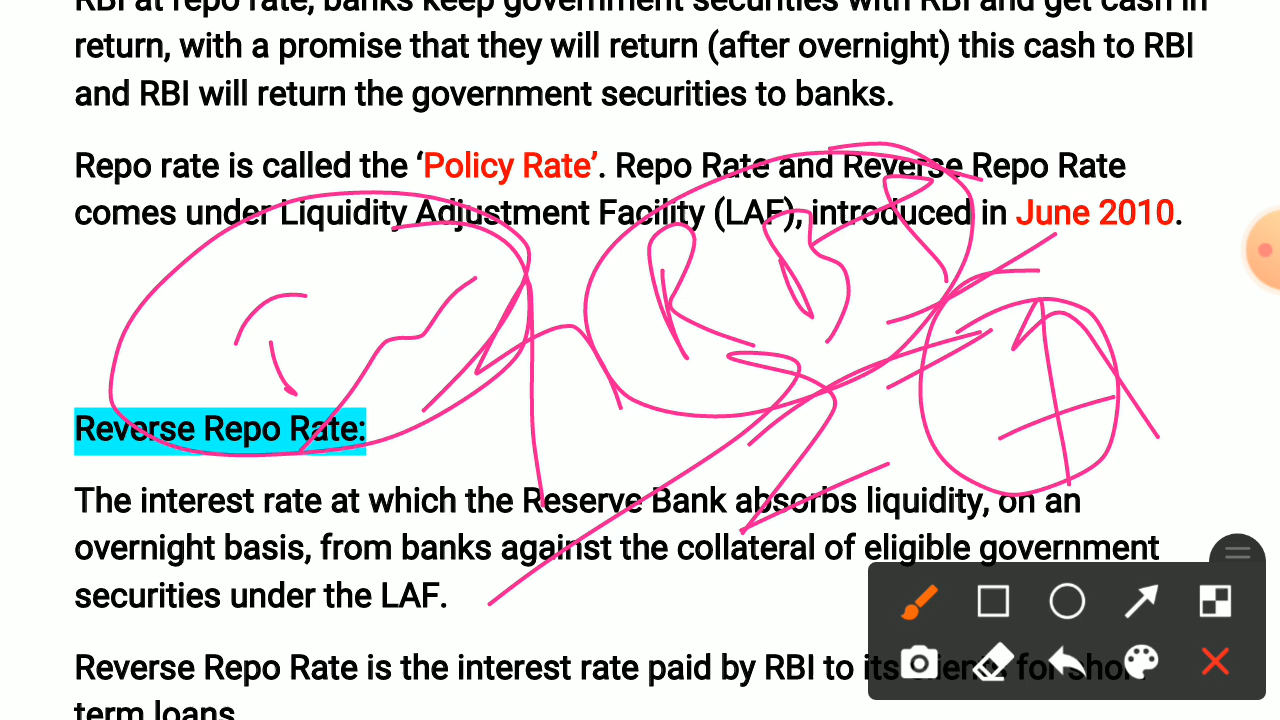 RBI at repo rate, banks keep government securities with RBI and get cash in
return, with a promise that they will return (after overnight) this cash to RBI
and RBI will return the government securities to banks.
Repo rate is called the ‘Policy Rate’. Repo Rate and Reverse Repo Rate
comes under Liquidity Adjustment Facility (LAF), introduced in June 2010.
Reverse Repo Rate:
The interest rate at which the Reserve Bank absorbs liquidity, on an
overnight basis, from banks against the collateral of eligible government
securities under the LAF.
Reverse Repo Rate is the interest rate paid by RBI to its clients for short
term loans